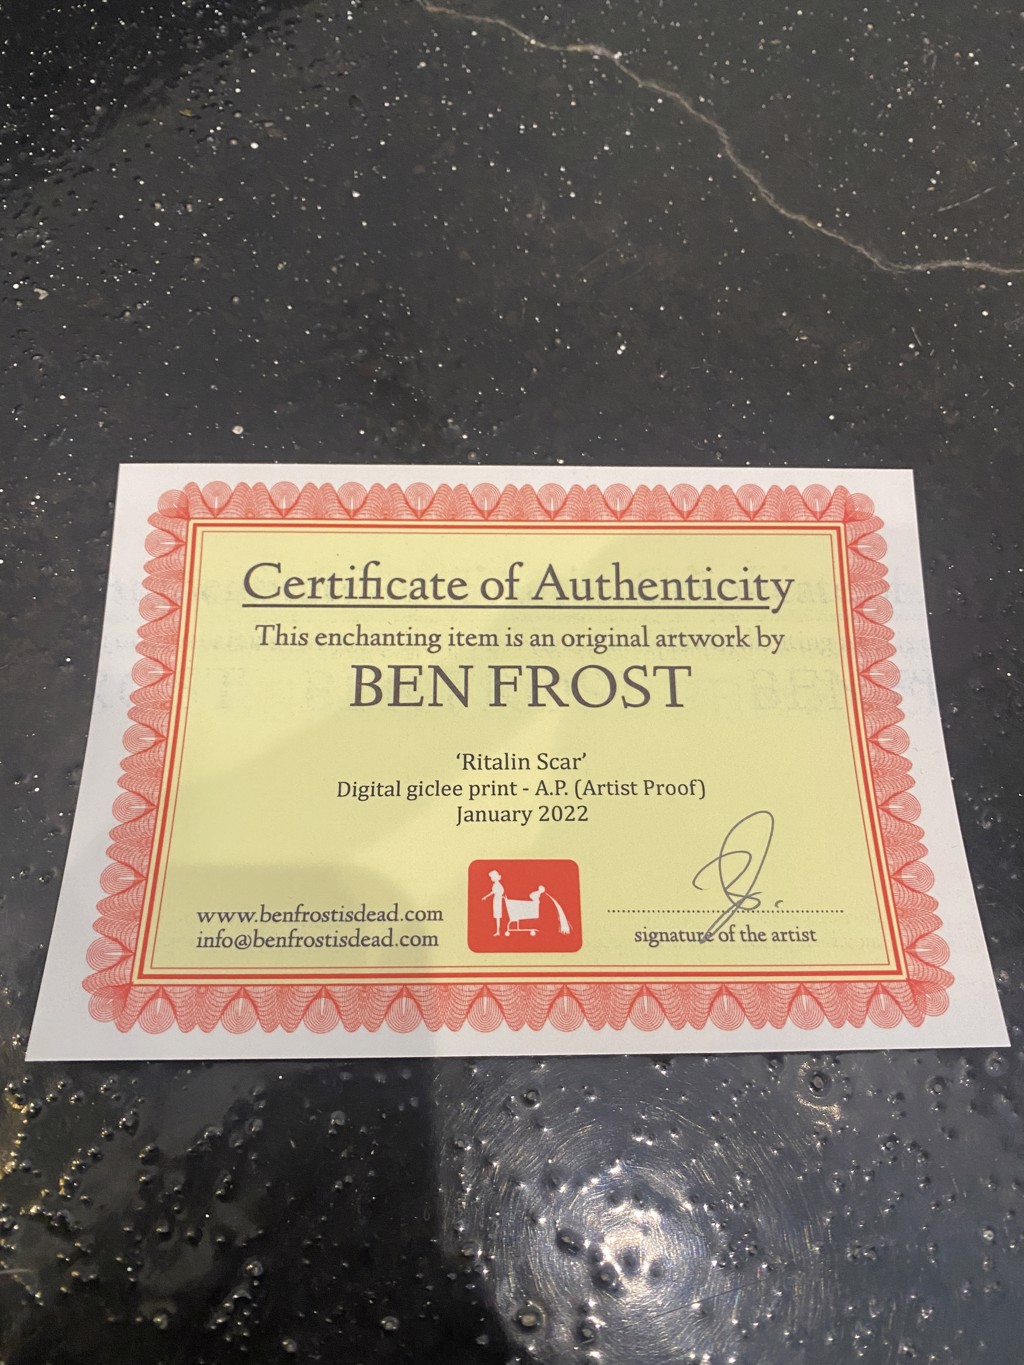 Certificate of Authenticity
This enchanting item is an original artwork by
BEN FROST
‘Ritalin Scar’
Digital giclee print - A.P. (Artist Proof)
January 2022
www.benfrostisdead.com
info@benfrostisdead.com
signature of the artist